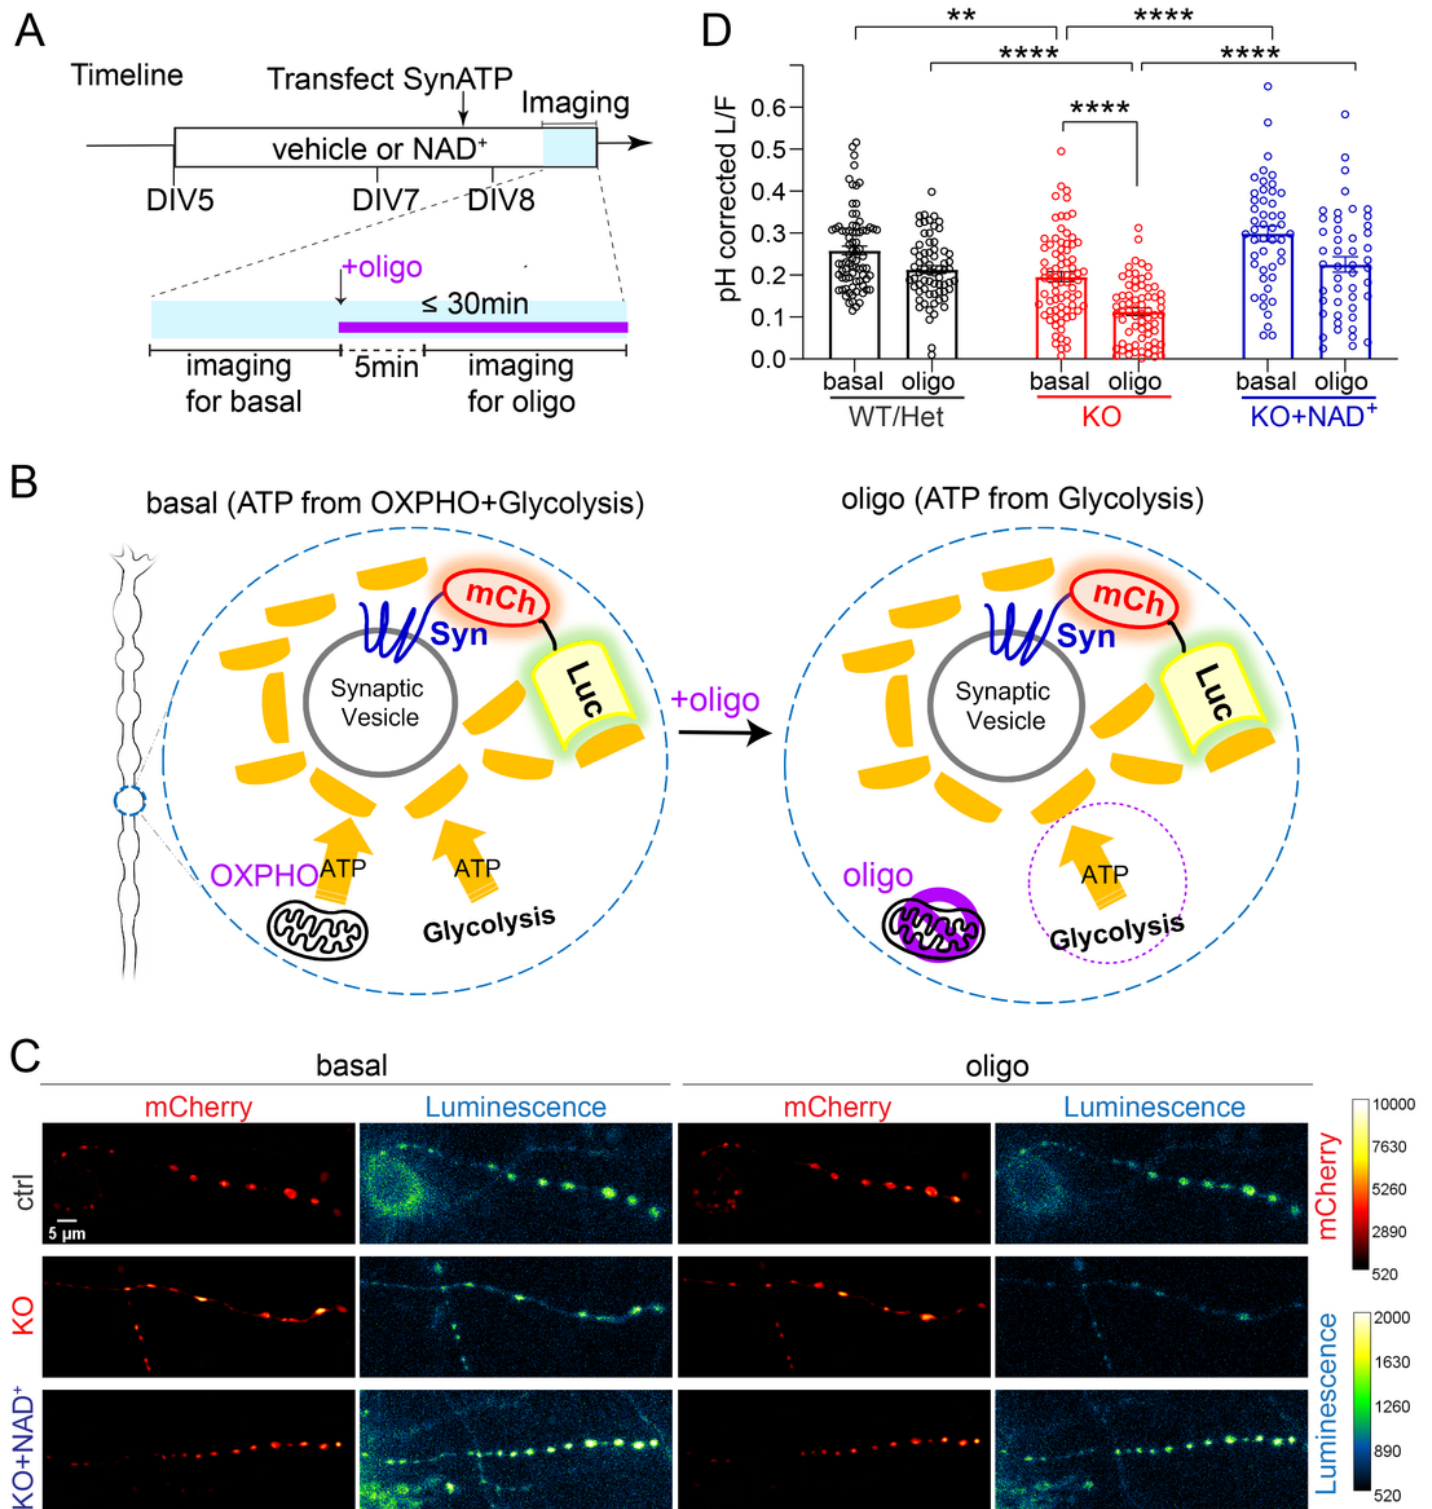 A
Timeline
Transfect SynATP
Imaging
vehicle or NAD⁺
DIV5
DIV7
DIV8
+oligo
≤ 30min
imaging for basal
5min
imaging for oligo
D
**
****
****
****
****
pH corrected L/F
0.6
0.5
0.4
0.3
0.2
0.1
0.0
basal
oligo
basal
oligo
basal
oligo
WT/Het
KO
KO+NAD⁺
B
basal (ATP from OXPHO+Glycolysis)
oligo (ATP from Glycolysis)
mCh
Syn
Luc
Synaptic
Vesicle
OXPHO
ATP
ATP
Glycolysis
+oligo
mCh
Syn
Luc
Synaptic
Vesicle
oligo
ATP
Glycolysis
C
basal
oligo
mCherry
Luminescence
mCherry
Luminescence
ctrl
5 µm
KO
KO+NAD⁺
mCherry
10000
7630
5260
2890
520
Luminescence
2000
1630
1260
890
520